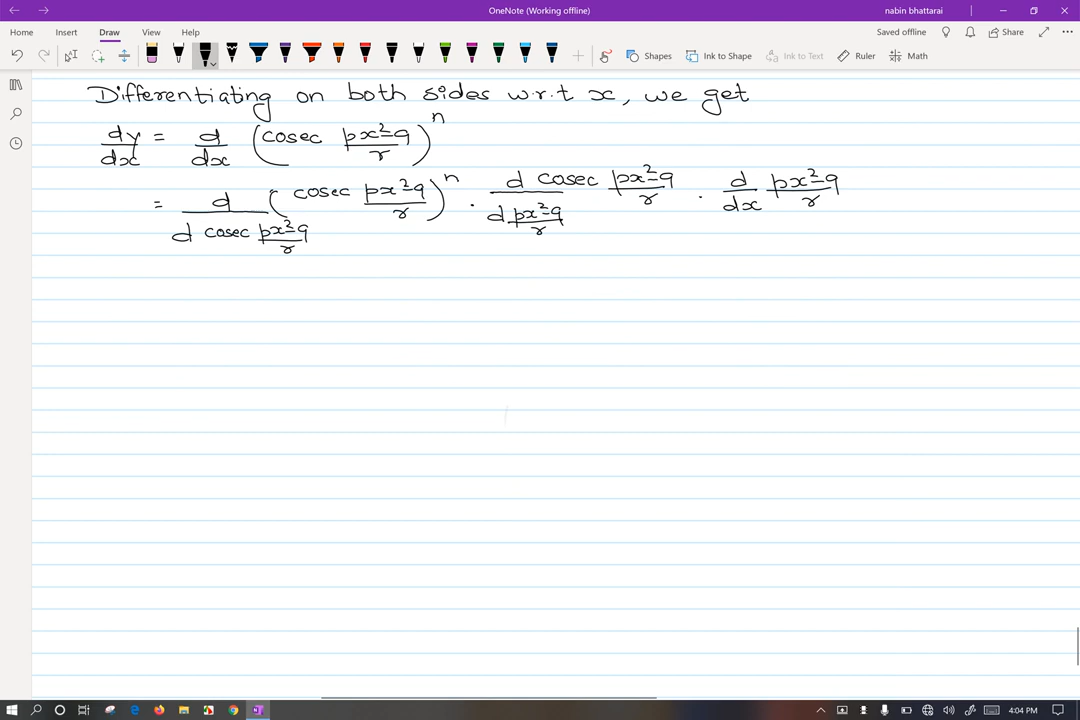 OneNote (Working offline)
nabin bhattarai
Home Insert Draw View Help
Saved offline Share
Shapes Ink to Shape Ink to Text Ruler Math
Differentiating on both sides w.r.t x, we get
dy/dx = d/dx (cosec (px²-q)/r)^n
= d/(d cosec (px²-q)/r) (cosec (px²-q)/r)^n . (d cosec (px²-q)/r)/(d (px²-q)/r) . d/dx (px²-q)/r
4:04 PM